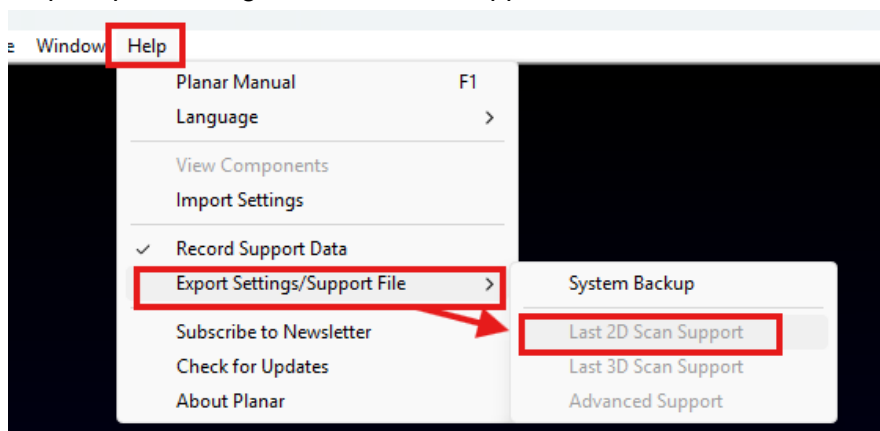 Window Help
Planar Manual F1
Language >
View Components
Import Settings
✓ Record Support Data
Export Settings/Support File > System Backup
Subscribe to Newsletter Last 2D Scan Support
Check for Updates Last 3D Scan Support
About Planar Advanced Support